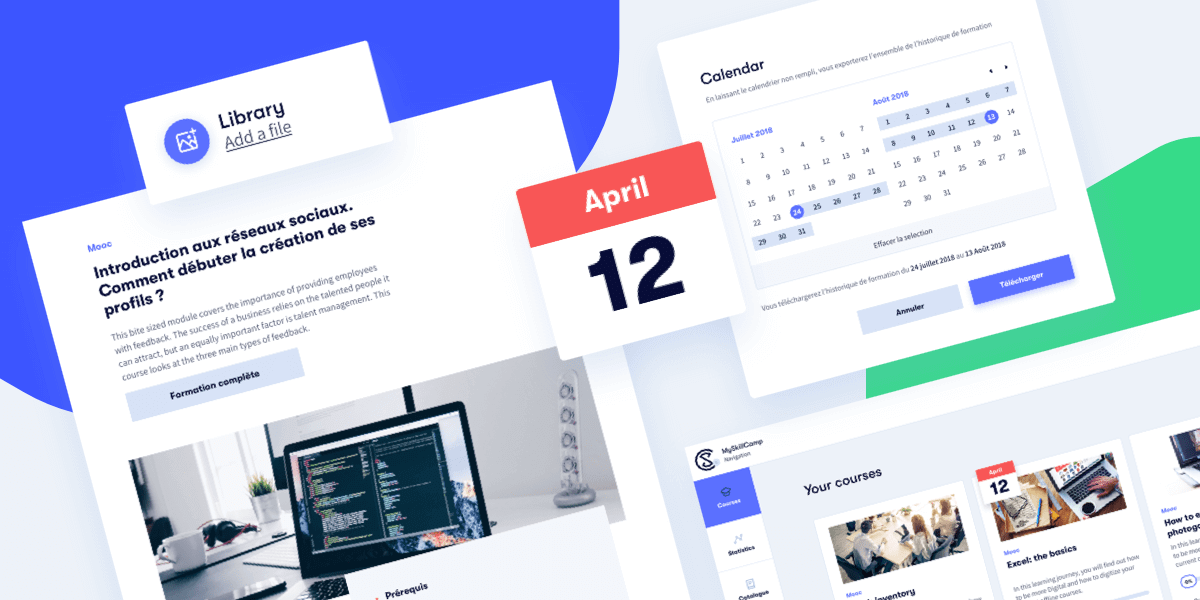 Library
Add a file
Mooc
Introduction aux réseaux sociaux.
Comment débuter la création de ses
profils ?
This bite sized module covers the importance of providing employees
with feedback. The success of a business relies on the talented people it
can attract, but an equally important factor is talent management. This
course looks at the three main types of feedback.
Formation complète
Prérequis
April
12
Calendar
En laissant le calendrier non rempli, vous exporterez l'ensemble de l'historique de formation
Juillet 2018
1 2 3 4 5 6 7
8 9 10 11 12 13 14
15 16 17 18 19 20 21
22 23 24 25 26 27 28
29 30 31
Août 2018
1 2 3 4 5 6 7
8 9 10 11 12 13 14
15 16 17 18 19 20 21
22 23 24 25 26 27 28
29 30 31
Effacer la selection
Vous téléchargerez l'historique de formation du 24 juillet 2018 au 13 Août 2018
Annuler
Télécharger
MySkillCamp
Navigation
Courses
Statistics
Catalogue
Your courses
Mooc
inventory
April
12
Mooc
Excel: the basics
In this learning journey, you will find out how
to be more Digital and how to digitize your
offline courses.
Mooc
How to
photog
In this lear
to be more
current c